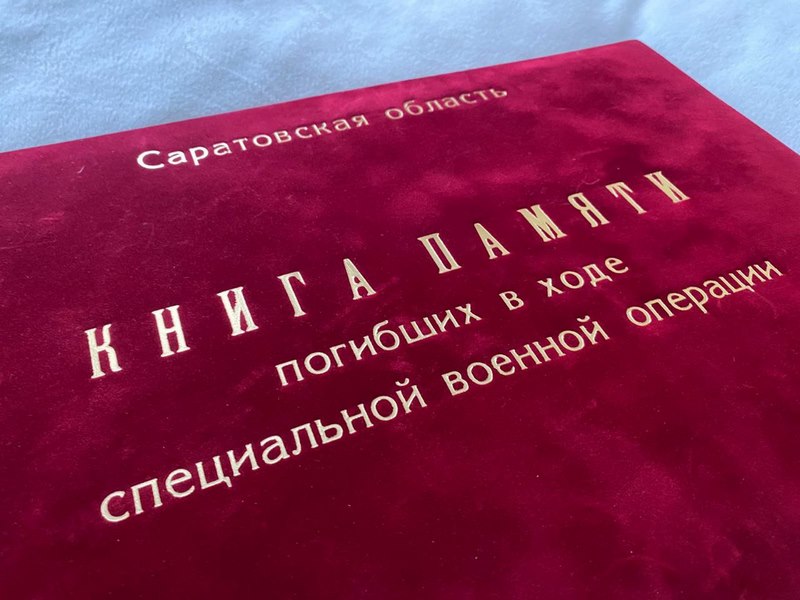 Саратовская область
КНИГА ПАМЯТИ
погибших в ходе
специальной военной операции